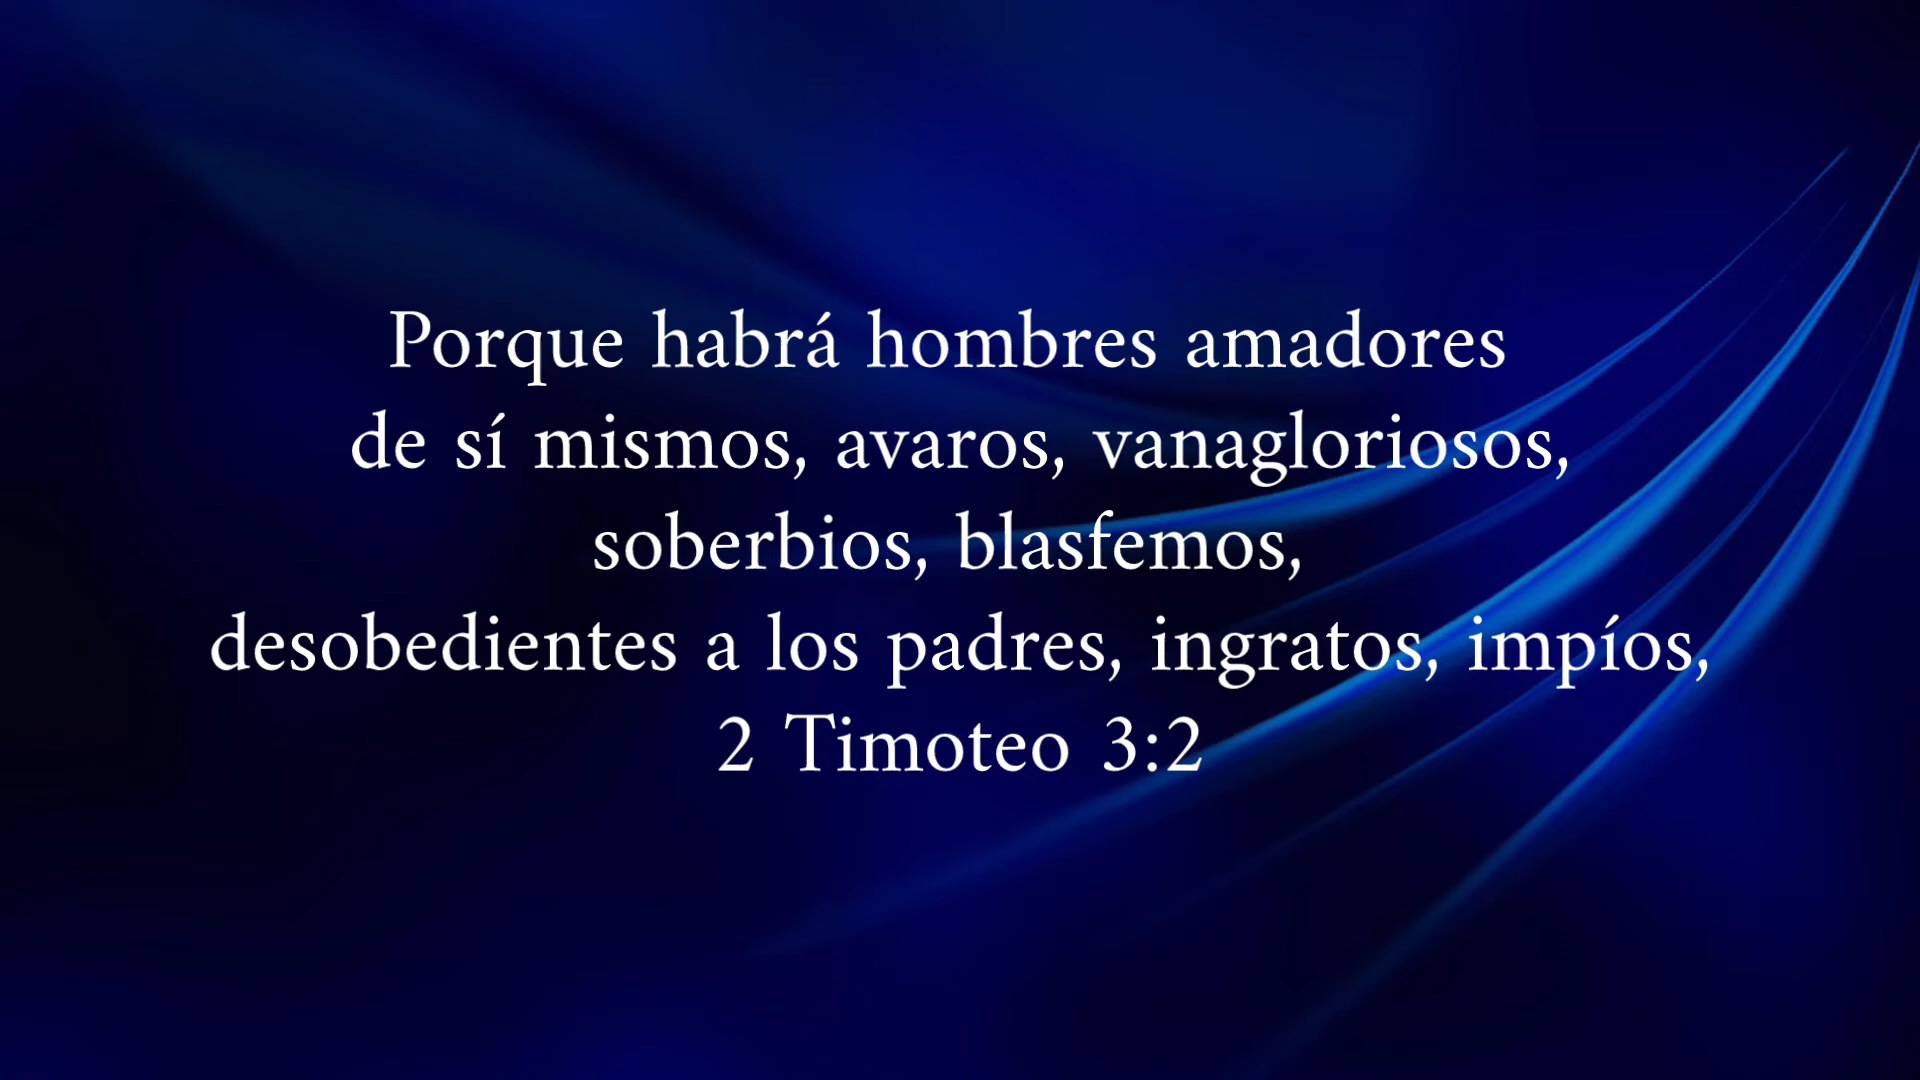 Porque habrá hombres amadores
de sí mismos, avaros, vanagloriosos,
soberbios, blasfemos,
desobedientes a los padres, ingratos, impíos,
2 Timoteo 3:2